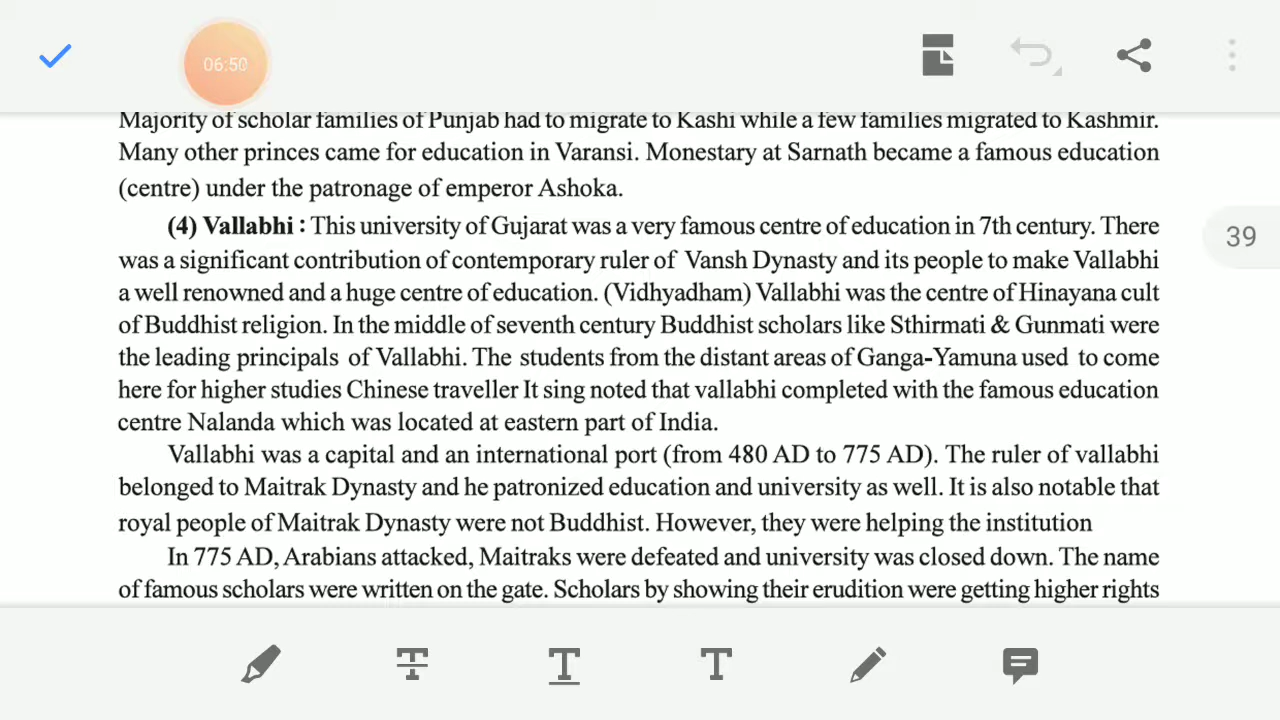 06:50
Majority of scholar families of Punjab had to migrate to Kashi while a few families migrated to Kashmir.
Many other princes came for education in Varansi. Monestary at Sarnath became a famous education
(centre) under the patronage of emperor Ashoka.
(4) Vallabhi : This university of Gujarat was a very famous centre of education in 7th century. There
39
was a significant contribution of contemporary ruler of Vansh Dynasty and its people to make Vallabhi
a well renowned and a huge centre of education. (Vidhyadham) Vallabhi was the centre of Hinayana cult
of Buddhist religion. In the middle of seventh century Buddhist scholars like Sthirmati & Gunmati were
the leading principals of Vallabhi. The students from the distant areas of Ganga-Yamuna used to come
here for higher studies Chinese traveller It sing noted that vallabhi completed with the famous education
centre Nalanda which was located at eastern part of India.
Vallabhi was a capital and an international port (from 480 AD to 775 AD). The ruler of vallabhi
belonged to Maitrak Dynasty and he patronized education and university as well. It is also notable that
royal people of Maitrak Dynasty were not Buddhist. However, they were helping the institution
In 775 AD, Arabians attacked, Maitraks were defeated and university was closed down. The name
of famous scholars were written on the gate. Scholars by showing their erudition were getting higher rights